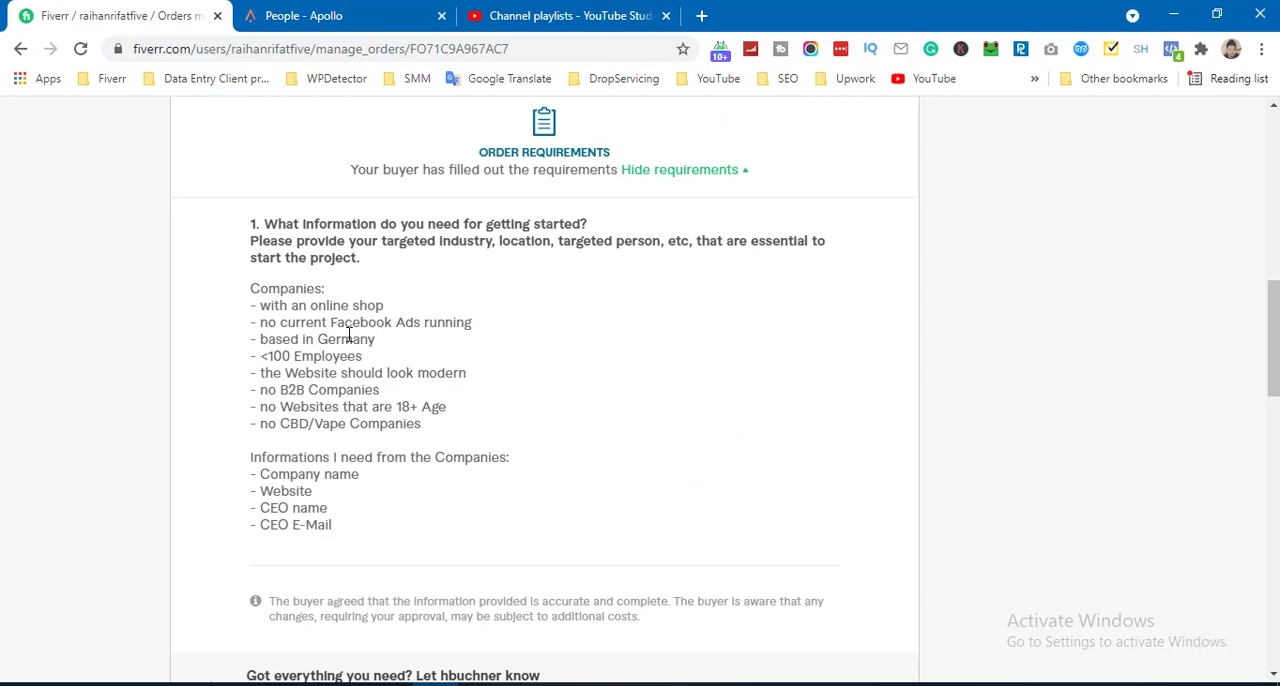 Fiverr / raihanrifatfive / Orders m
People - Apollo
Channel playlists - YouTube Stud
fiverr.com/users/raihanrifatfive/manage_orders/FO71C9A967AC7
10+
tb
IQ
K
SH
4
Apps
Fiverr
Data Entry Client pr...
WPDetector
SMM
Google Translate
DropServicing
YouTube
SEO
Upwork
YouTube
»
Other bookmarks
Reading list
ORDER REQUIREMENTS
Your buyer has filled out the requirements Hide requirements
1. What information do you need for getting started?
Please provide your targeted industry, location, targeted person, etc, that are essential to
start the project.
Companies:
- with an online shop
- no current Facebook Ads running
- based in Germany
- <100 Employees
- the Website should look modern
- no B2B Companies
- no Websites that are 18+ Age
- no CBD/Vape Companies
Informations I need from the Companies:
- Company name
- Website
- CEO name
- CEO E-Mail
The buyer agreed that the information provided is accurate and complete. The buyer is aware that any
changes, requiring your approval, may be subject to additional costs.
Activate Windows
Go to Settings to activate Windows.
Got everything you need? Let hbuchner know